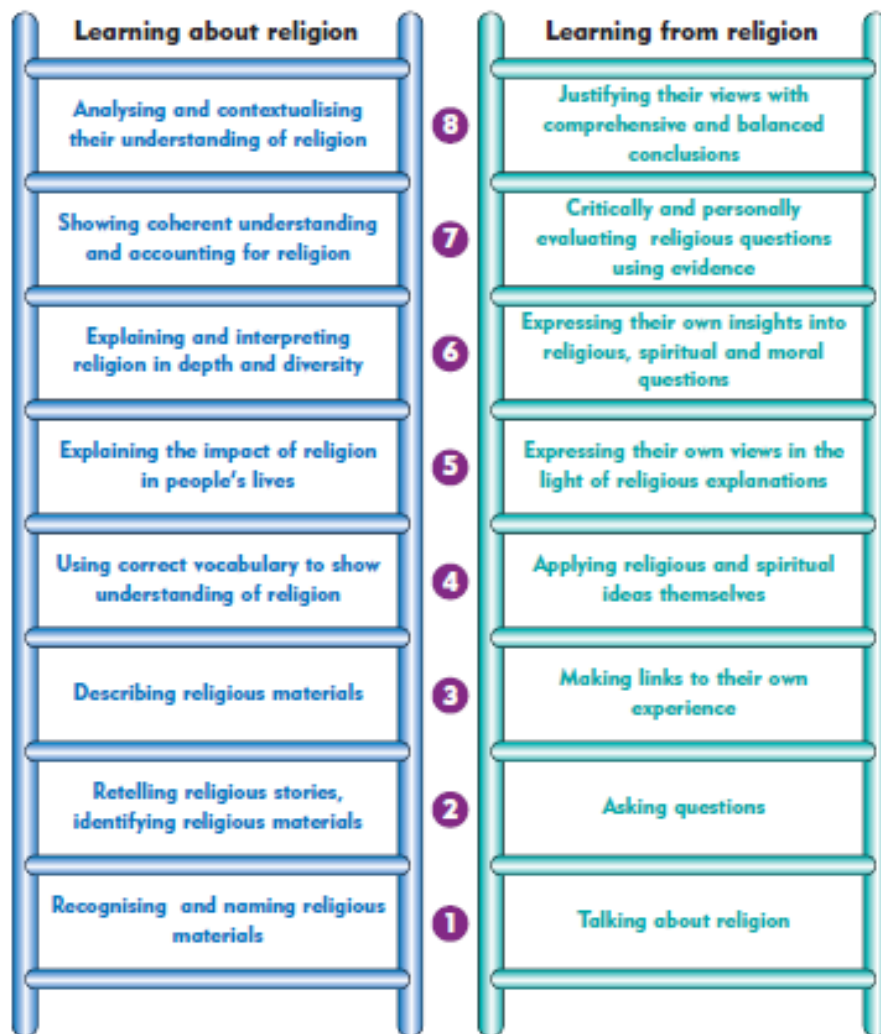 Learning about religion
Learning from religion
Analysing and contextualising
their understanding of religion
8
Justifying their views with
comprehensive and balanced
conclusions
Showing coherent understanding
and accounting for religion
7
Critically and personally
evaluating religious questions
using evidence
Explaining and interpreting
religion in depth and diversity
6
Expressing their own insights into
religious, spiritual and moral
questions
Explaining the impact of religion
in people's lives
5
Expressing their own views in the
light of religious explanations
Using correct vocabulary to show
understanding of religion
4
Applying religious and spiritual
ideas themselves
Describing religious materials
3
Making links to their own
experience
Retelling religious stories,
identifying religious materials
2
Asking questions
Recognising and naming religious
materials
1
Talking about religion